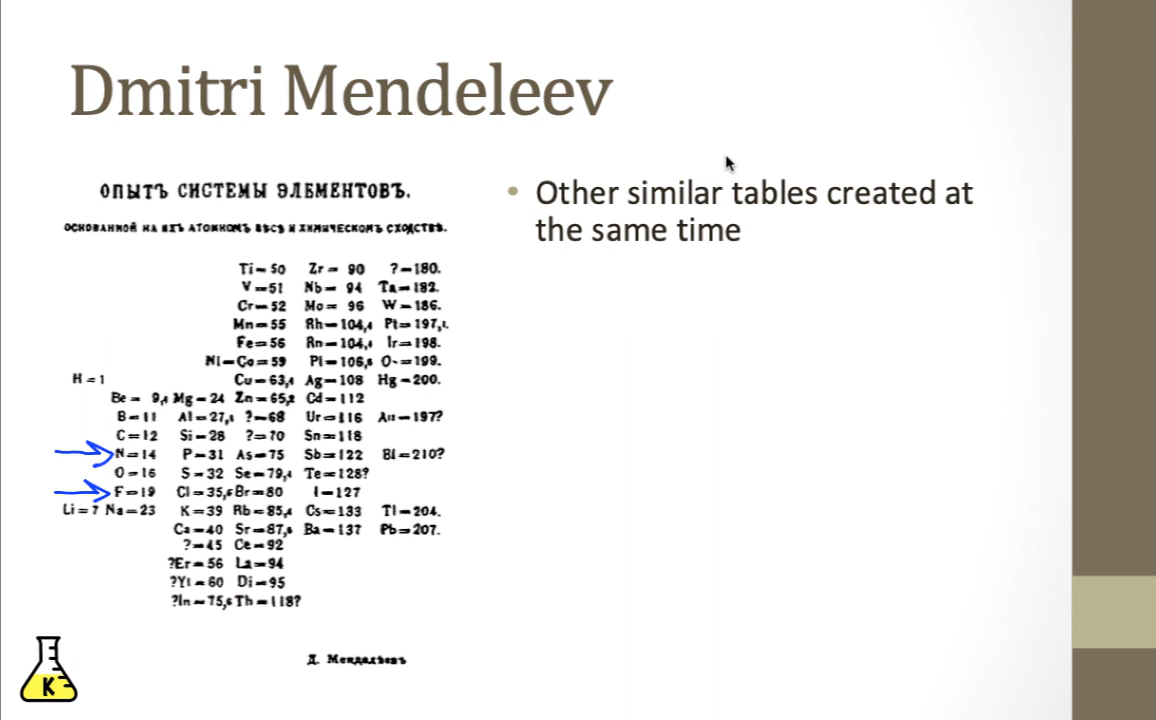 Dmitri Mendeleev
ОПЫТЪ СИСТЕМЫ ЭЛЕМЕНТОВЪ.
ОСНОВАННОЙ НА ИХЪ АТОМНОМЪ ВѢСѢ И ХИМИЧЕСКОМЪ СХОДСТВѢ.
Ti=50 Zr=90 ?=180.
V=51 Nb=94 Ta=182.
Cr=52 Mo=96 W=186.
Mn=55 Rh=104,4 Pt=197,1.
Fe=56 Rn=104,4 Ir=198.
Ni=Co=59 Pl=106,6 O-=199.
H=1 Cu=63,4 Ag=108 Hg=200.
Be=9,4 Mg=24 Zn=65,2 Cd=112
B=11 Al=27,4 ?=68 Ur=116 Au=197?
C=12 Si=28 ?=70 Sn=118
N=14 P=31 As=75 Sb=122 Bi=210?
O=16 S=32 Se=79,4 Te=128?
F=19 Cl=35,5 Br=80 I=127
Li=7 Na=23 K=39 Rb=85,4 Cs=133 Tl=204.
Ca=40 Sr=87,6 Ba=137 Pb=207.
?=45 Ce=92
?Er=56 La=94
?Yt=60 Di=95
?In=75,6 Th=118?
Д. Менделѣевъ
• Other similar tables created at
the same time
K